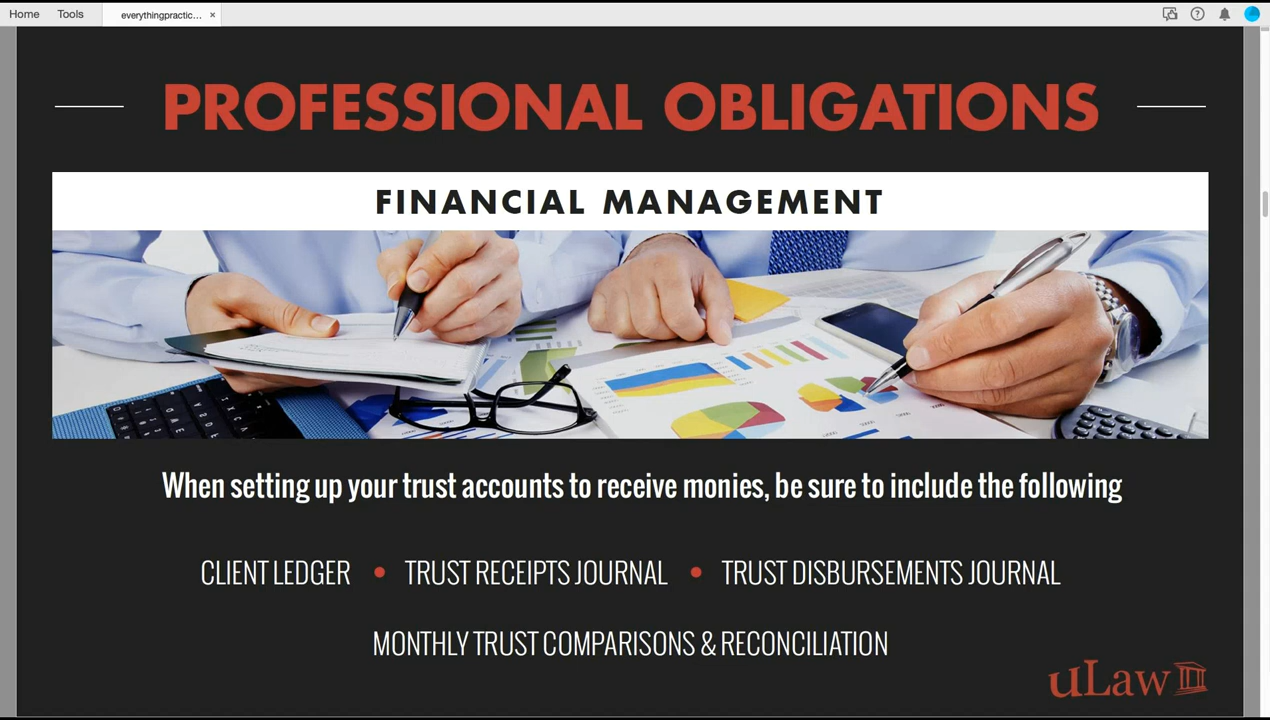 Home Tools everythingpractic... ×
PROFESSIONAL OBLIGATIONS
FINANCIAL MANAGEMENT
When setting up your trust accounts to receive monies, be sure to include the following
CLIENT LEDGER • TRUST RECEIPTS JOURNAL • TRUST DISBURSEMENTS JOURNAL
MONTHLY TRUST COMPARISONS & RECONCILIATION
uLaw